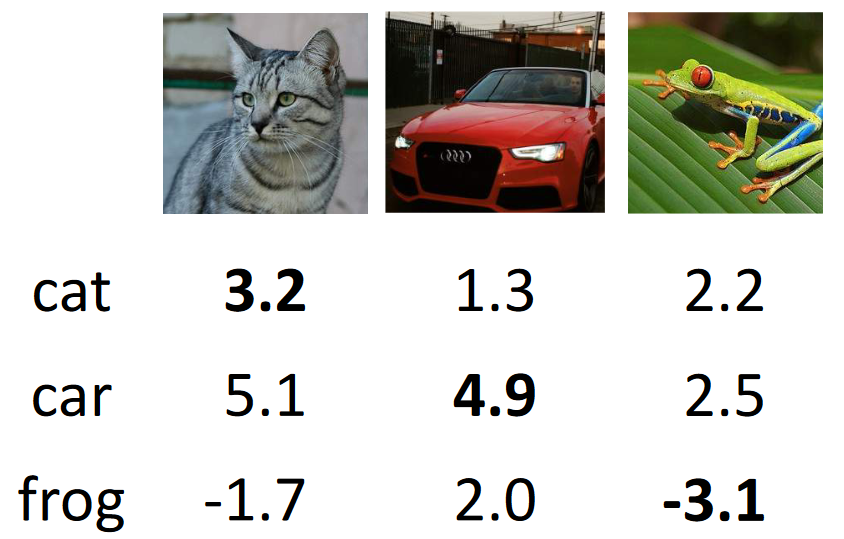 cat 3.2 1.3 2.2
car 5.1 4.9 2.5
frog -1.7 2.0 -3.1